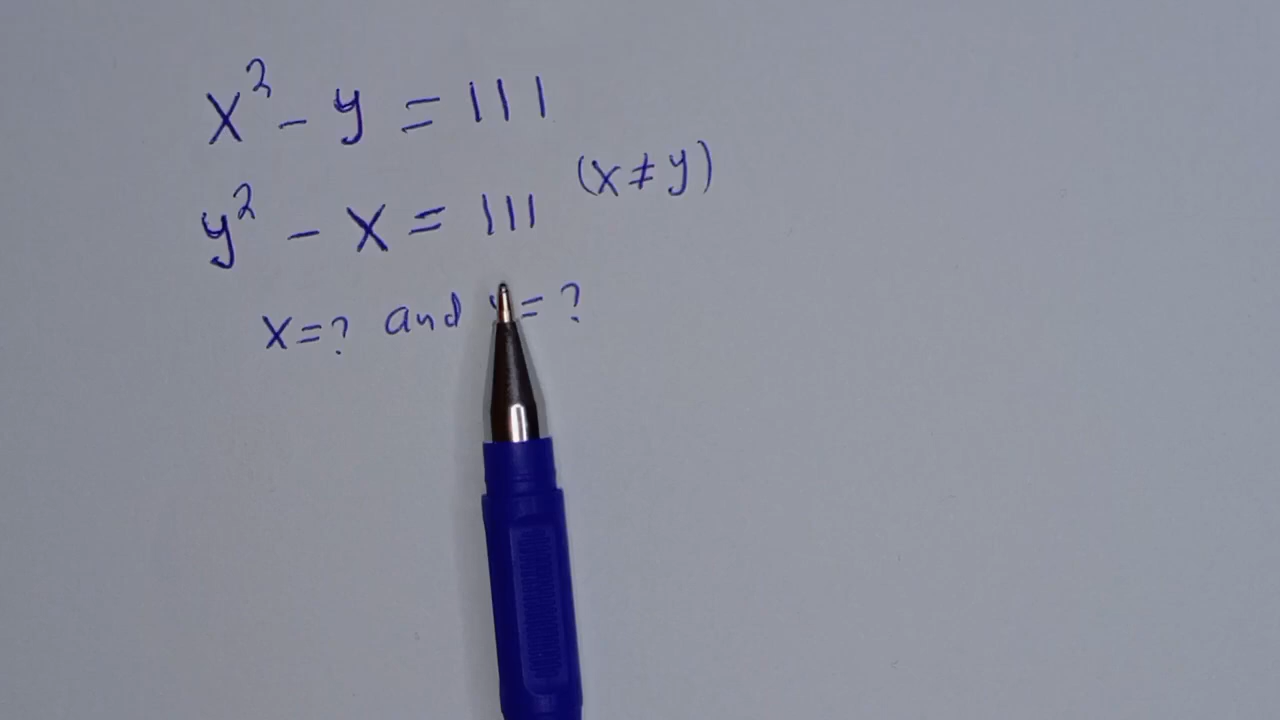 x² - y = 111
y² - x = 111 (x ≠ y)
x = ? and = ?